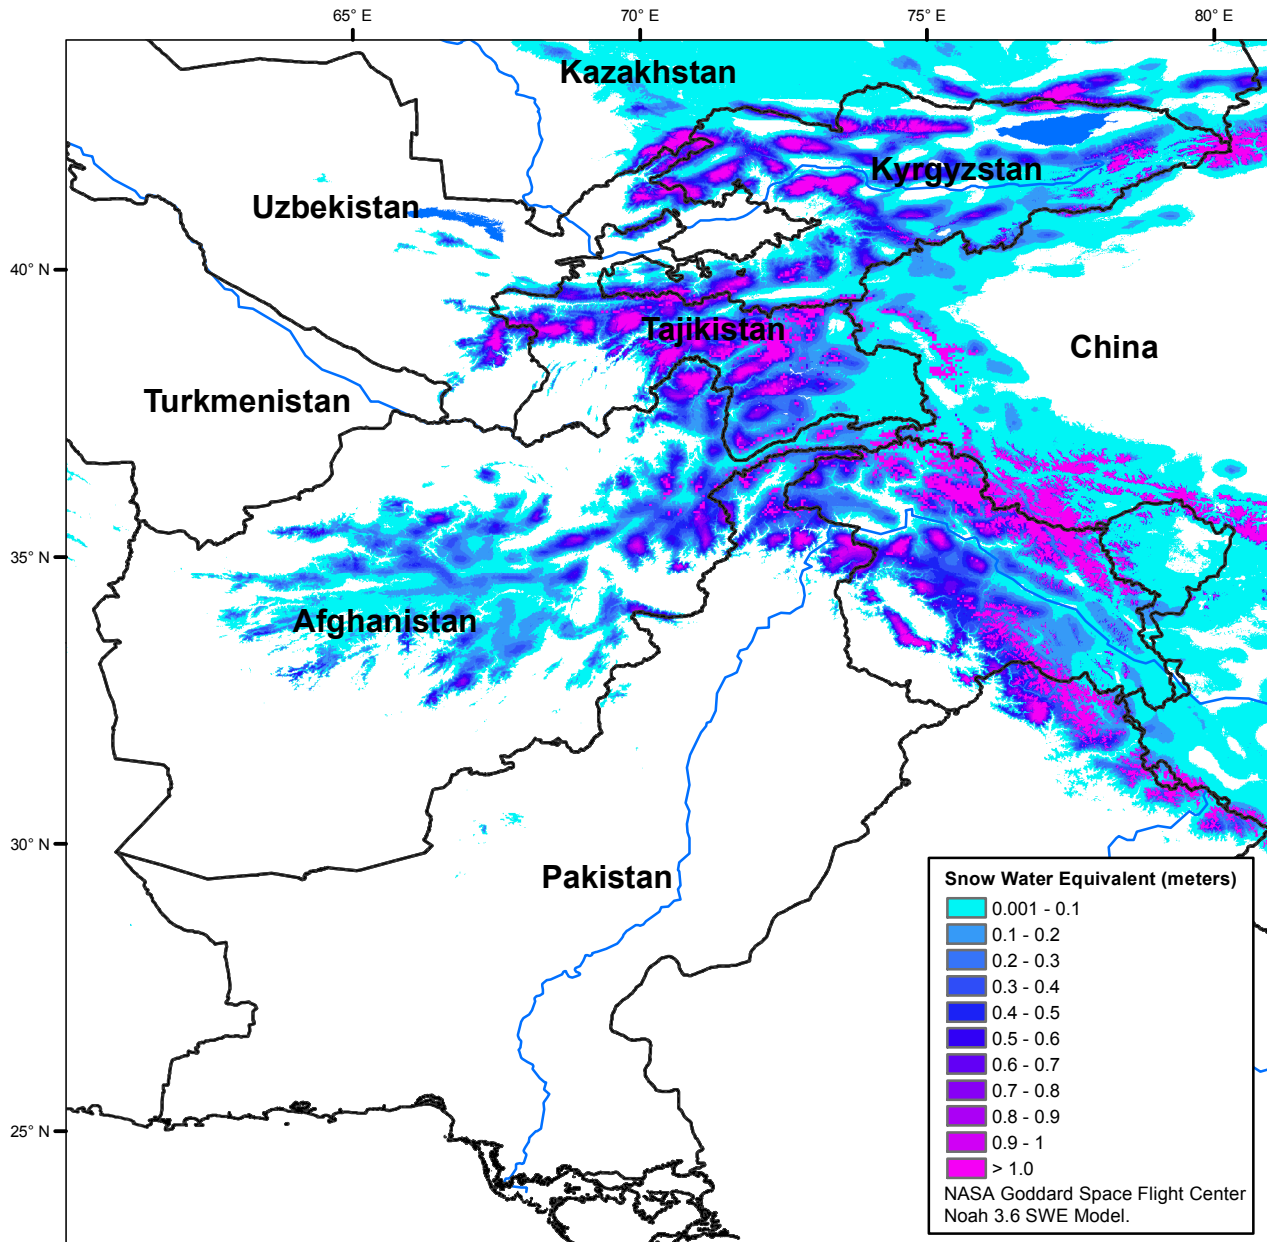 65° E
70° E
75° E
80° E
Kazakhstan
Kyrgyzstan
Uzbekistan
40° N
Tajikistan
China
Turkmenistan
35° N
Afghanistan
30° N
Pakistan
25° N
Snow Water Equivalent (meters)
0.001 - 0.1
0.1 - 0.2
0.2 - 0.3
0.3 - 0.4
0.4 - 0.5
0.5 - 0.6
0.6 - 0.7
0.7 - 0.8
0.8 - 0.9
0.9 - 1
> 1.0
NASA Goddard Space Flight Center
Noah 3.6 SWE Model.